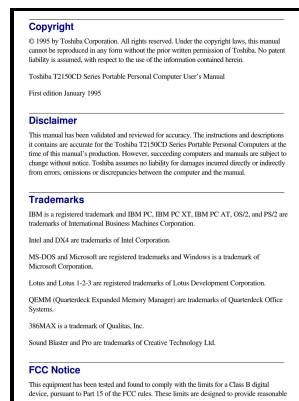 Copyright
© 1995 by Toshiba Corporation. All rights reserved. Under the copyright laws, this manual
cannot be reproduced in any form without the prior written permission of Toshiba. No patent
liability is assumed, with respect to the use of the information contained herein.
Toshiba T2150CD Series Portable Personal Computer User's Manual
First edition January 1995
Disclaimer
This manual has been validated and reviewed for accuracy. The instructions and descriptions
it contains are accurate for the Toshiba T2150CD Series Portable Personal Computers at the
time of this manual's production. However, succeeding computers and manuals are subject to
change without notice. Toshiba assumes no liability for damages incurred directly or indirectly
from errors, omissions or discrepancies between the computer and the manual.
Trademarks
IBM is a registered trademark and IBM PC, IBM PC XT, IBM PC AT, OS/2, and PS/2 are
trademarks of International Business Machines Corporation.
Intel and DX4 are trademarks of Intel Corporation.
MS-DOS and Microsoft are registered trademarks and Windows is a trademark of
Microsoft Corporation.
Lotus and Lotus 1-2-3 are registered trademarks of Lotus Development Corporation.
QEMM (Quarterdeck Expanded Memory Manager) are trademarks of Quarterdeck Office
Systems.
386MAX is a trademark of Qualitas, Inc.
Sound Blaster and Pro are trademarks of Creative Technology Ltd.
FCC Notice
This equipment has been tested and found to comply with the limits for a Class B digital
device, pursuant to Part 15 of the FCC rules. These limits are designed to provide reasonable